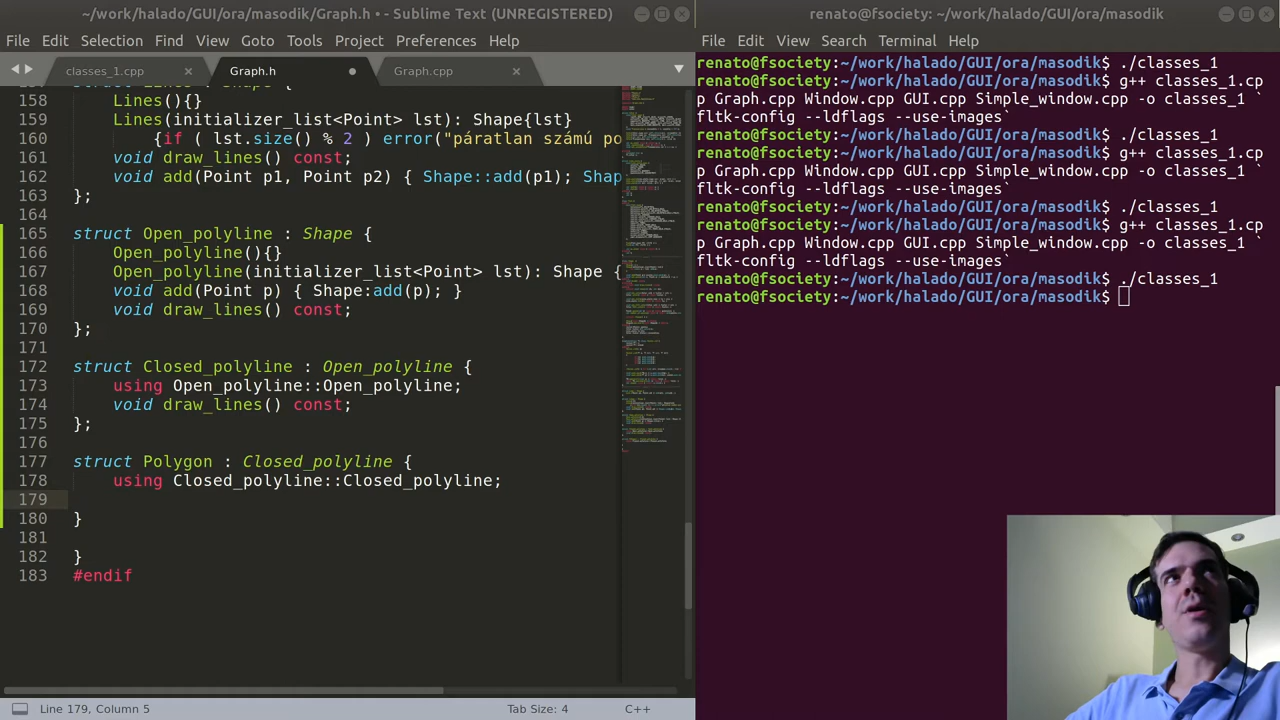 ~/work/halado/GUI/ora/masodik/Graph.h • - Sublime Text (UNREGISTERED)
File Edit Selection Find View Goto Tools Project Preferences Help
classes_1.cpp Graph.h Graph.cpp
158 Lines(){}
159 Lines(initializer_list<Point> lst): Shape{lst}
160 {if ( lst.size() % 2 ) error("páratlan számú po
161 void draw_lines() const;
162 void add(Point p1, Point p2) { Shape::add(p1); Shap
163 };
164
165 struct Open_polyline : Shape {
166 Open_polyline(){}
167 Open_polyline(initializer_list<Point> lst): Shape {
168 void add(Point p) { Shape:add(p); }
169 void draw_lines() const;
170 };
171
172 struct Closed_polyline : Open_polyline {
173 using Open_polyline::Open_polyline;
174 void draw_lines() const;
175 };
176
177 struct Polygon : Closed_polyline {
178 using Closed_polyline::Closed_polyline;
179
180 }
181
182 }
183 #endif
Line 179, Column 5 Tab Size: 4 C++
renato@fsociety: ~/work/halado/GUI/ora/masodik
File Edit View Search Terminal Help
renato@fsociety:~/work/halado/GUI/ora/masodik$ ./classes_1
renato@fsociety:~/work/halado/GUI/ora/masodik$ g++ classes_1.cp
p Graph.cpp Window.cpp GUI.cpp Simple_window.cpp -o classes_1 `
fltk-config --ldflags --use-images`
renato@fsociety:~/work/halado/GUI/ora/masodik$ ./classes_1
renato@fsociety:~/work/halado/GUI/ora/masodik$ g++ classes_1.cp
p Graph.cpp Window.cpp GUI.cpp Simple_window.cpp -o classes_1 `
fltk-config --ldflags --use-images`
renato@fsociety:~/work/halado/GUI/ora/masodik$ ./classes_1
renato@fsociety:~/work/halado/GUI/ora/masodik$ g++ classes_1.cp
p Graph.cpp Window.cpp GUI.cpp Simple_window.cpp -o classes_1 `
fltk-config --ldflags --use-images`
renato@fsociety:~/work/halado/GUI/ora/masodik$ ./classes_1
renato@fsociety:~/work/halado/GUI/ora/masodik$